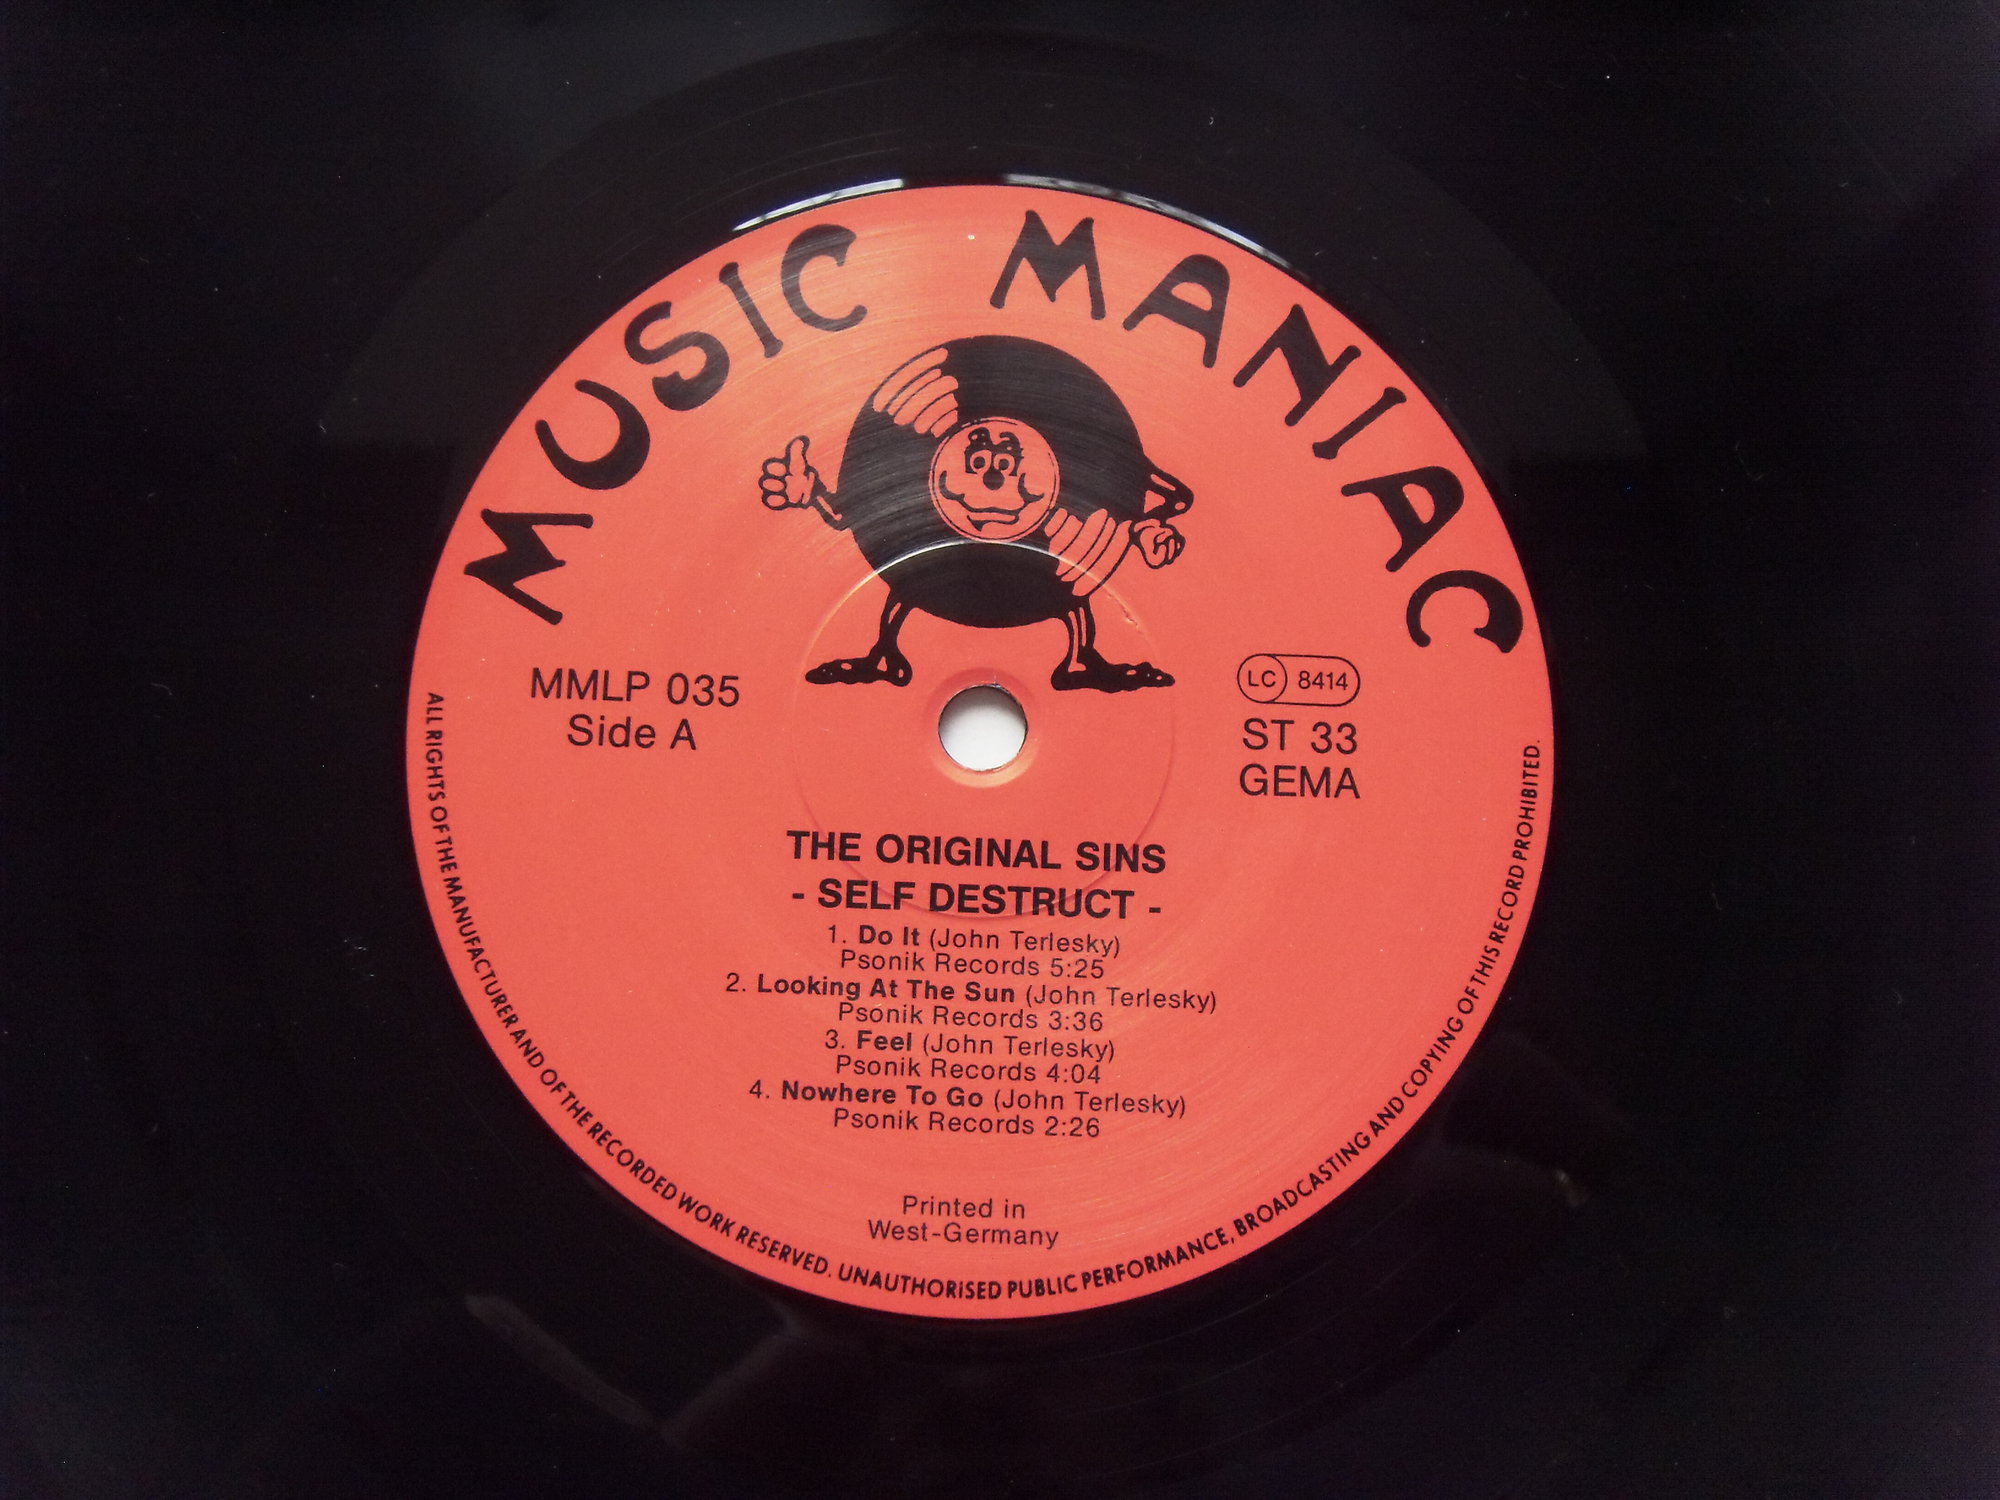 MUSIC MANIAC
MMLP 035
Side A
LC 8414
ST 33
GEMA
THE ORIGINAL SINS
- SELF DESTRUCT -
1. Do It (John Terlesky)
Psonik Records 5:25
2. Looking At The Sun (John Terlesky)
Psonik Records 3:36
3. Feel (John Terlesky)
Psonik Records 4:04
4. Nowhere To Go (John Terlesky)
Psonik Records 2:26
Printed in
West-Germany
ALL RIGHTS OF THE MANUFACTURER AND OF THE RECORDED WORK RESERVED. UNAUTHORISED PUBLIC PERFORMANCE, BROADCASTING AND COPYING OF THIS RECORD PROHIBITED.